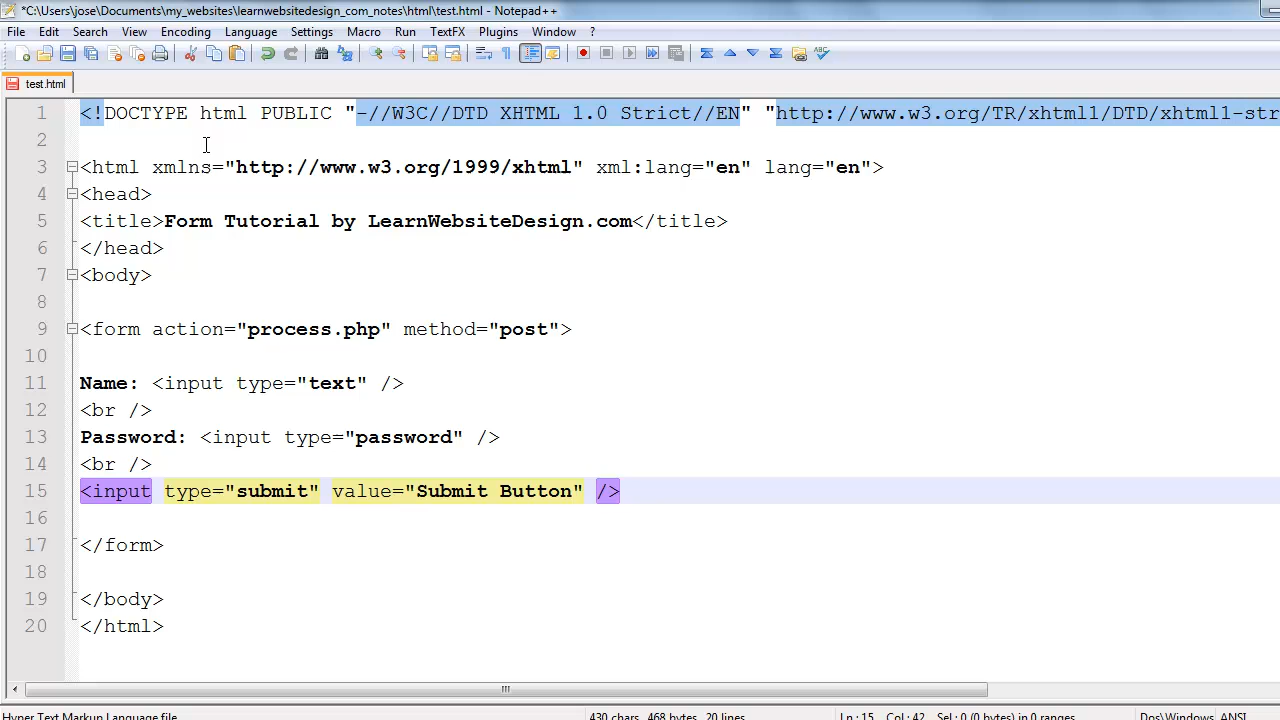 *C:\Users\jose\Documents\my_websites\learnwebsitedesign_com_notes\html\test.html - Notepad++
File Edit Search View Encoding Language Settings Macro Run TextFX Plugins Window ?
test.html
1 <!DOCTYPE html PUBLIC "-//W3C//DTD XHTML 1.0 Strict//EN" "http://www.w3.org/TR/xhtml1/DTD/xhtml1-str
2
3 <html xmlns="http://www.w3.org/1999/xhtml" xml:lang="en" lang="en">
4 <head>
5 <title>Form Tutorial by LearnWebsiteDesign.com</title>
6 </head>
7 <body>
8
9 <form action="process.php" method="post">
10
11 Name: <input type="text" />
12 <br />
13 Password: <input type="password" />
14 <br />
15 <input type="submit" value="Submit Button" />
16
17 </form>
18
19 </body>
20 </html>
Hyper Text Markup Language file 430 chars 468 bytes 20 lines Ln : 15 Col : 42 Sel : 0 (0 bytes) in 0 ranges Dos\Windows ANSI